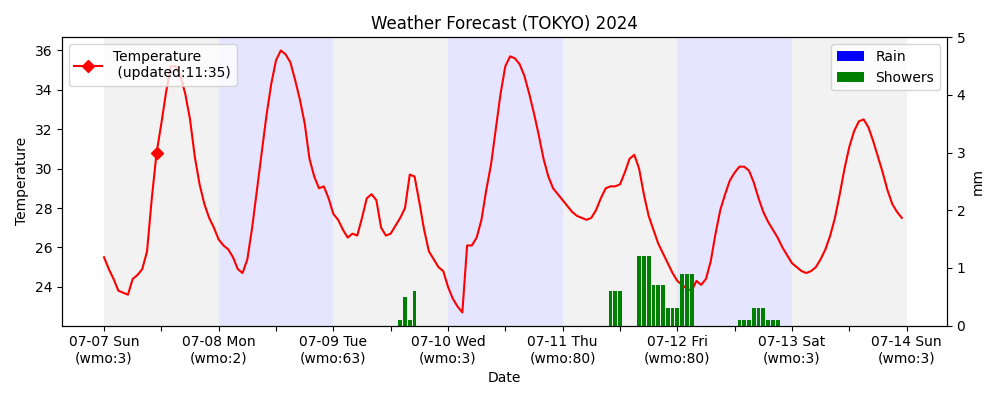 Weather Forecast (TOKYO) 2024
Temperature
(updated:11:35)
Rain
Showers
36
34
32
30
28
26
24
Temperature
5
4
3
2
1
0
mm
07-07 Sun
(wmo:3)
07-08 Mon
(wmo:2)
07-09 Tue
(wmo:63)
07-10 Wed
(wmo:3)
07-11 Thu
(wmo:80)
07-12 Fri
(wmo:80)
07-13 Sat
(wmo:3)
07-14 Sun
(wmo:3)
Date